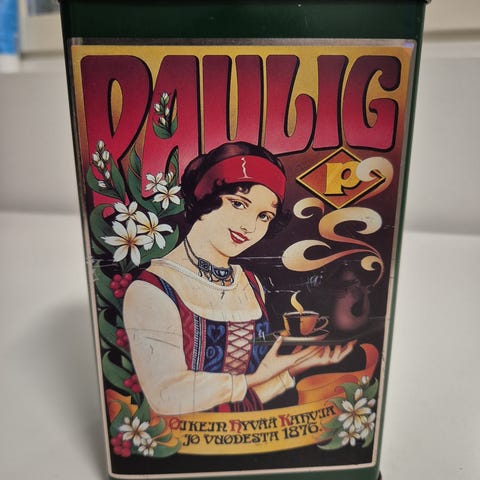 PAULIG
P
OIKEIN HYVÄÄ KAHVIA
JO VUODESTA 1876.